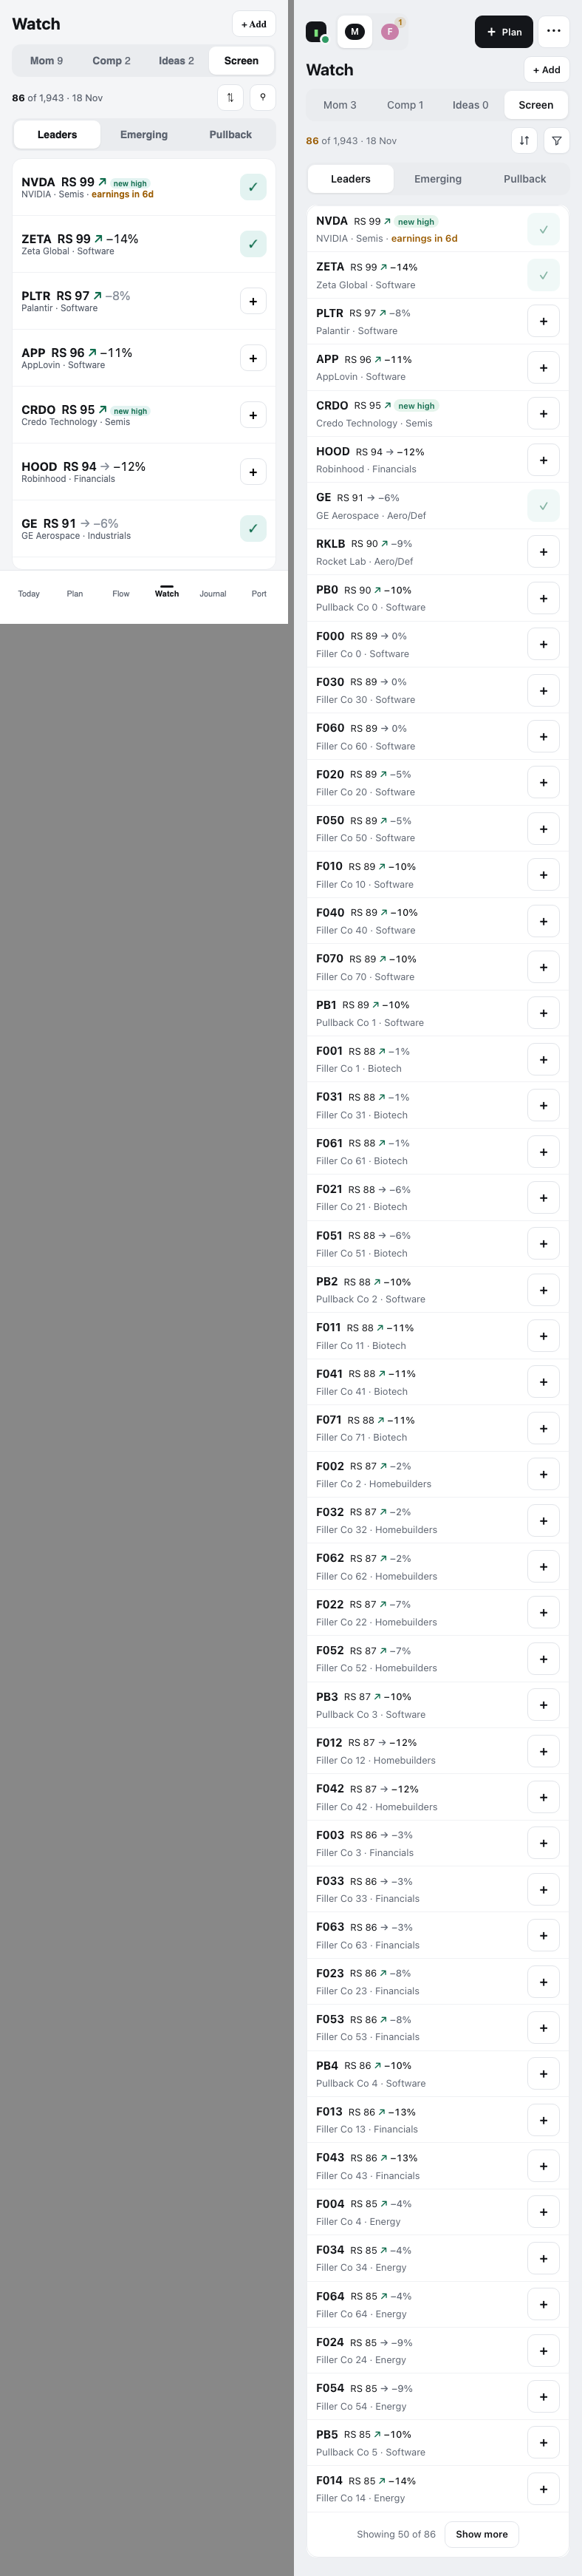 Watch
+ Add
Mom 9 Comp 2 Ideas 2 Screen
86 of 1,943 · 18 Nov
Leaders Emerging Pullback
NVDA RS 99 ↗ new high
NVIDIA · Semis · earnings in 6d
✓
ZETA RS 99 ↗ −14%
Zeta Global · Software
✓
PLTR RS 97 ↗ −8%
Palantir · Software
+
APP RS 96 ↗ −11%
AppLovin · Software
+
CRDO RS 95 ↗ new high
Credo Technology · Semis
+
HOOD RS 94 → −12%
Robinhood · Financials
+
GE RS 91 → −6%
GE Aerospace · Industrials
✓
Today Plan Flow Watch Journal Port
M F 1
+ Plan
•••
Watch
+ Add
Mom 3 Comp 1 Ideas 0 Screen
86 of 1,943 · 18 Nov
Leaders Emerging Pullback
NVDA RS 99 ↗ new high
NVIDIA · Semis · earnings in 6d
✓
ZETA RS 99 ↗ −14%
Zeta Global · Software
✓
PLTR RS 97 ↗ −8%
Palantir · Software
+
APP RS 96 ↗ −11%
AppLovin · Software
+
CRDO RS 95 ↗ new high
Credo Technology · Semis
+
HOOD RS 94 → −12%
Robinhood · Financials
+
GE RS 91 → −6%
GE Aerospace · Aero/Def
✓
RKLB RS 90 ↗ −9%
Rocket Lab · Aero/Def
+
PB0 RS 90 ↗ −10%
Pullback Co 0 · Software
+
F000 RS 89 → 0%
Filler Co 0 · Software
+
F030 RS 89 → 0%
Filler Co 30 · Software
+
F060 RS 89 → 0%
Filler Co 60 · Software
+
F020 RS 89 ↗ −5%
Filler Co 20 · Software
+
F050 RS 89 ↗ −5%
Filler Co 50 · Software
+
F010 RS 89 ↗ −10%
Filler Co 10 · Software
+
F040 RS 89 ↗ −10%
Filler Co 40 · Software
+
F070 RS 89 ↗ −10%
Filler Co 70 · Software
+
PB1 RS 89 ↗ −10%
Pullback Co 1 · Software
+
F001 RS 88 ↗ −1%
Filler Co 1 · Biotech
+
F031 RS 88 ↗ −1%
Filler Co 31 · Biotech
+
F061 RS 88 ↗ −1%
Filler Co 61 · Biotech
+
F021 RS 88 → −6%
Filler Co 21 · Biotech
+
F051 RS 88 → −6%
Filler Co 51 · Biotech
+
PB2 RS 88 ↗ −10%
Pullback Co 2 · Software
+
F011 RS 88 ↗ −11%
Filler Co 11 · Biotech
+
F041 RS 88 ↗ −11%
Filler Co 41 · Biotech
+
F071 RS 88 ↗ −11%
Filler Co 71 · Biotech
+
F002 RS 87 ↗ −2%
Filler Co 2 · Homebuilders
+
F032 RS 87 ↗ −2%
Filler Co 32 · Homebuilders
+
F062 RS 87 ↗ −2%
Filler Co 62 · Homebuilders
+
F022 RS 87 ↗ −7%
Filler Co 22 · Homebuilders
+
F052 RS 87 ↗ −7%
Filler Co 52 · Homebuilders
+
PB3 RS 87 ↗ −10%
Pullback Co 3 · Software
+
F012 RS 87 → −12%
Filler Co 12 · Homebuilders
+
F042 RS 87 → −12%
Filler Co 42 · Homebuilders
+
F003 RS 86 → −3%
Filler Co 3 · Financials
+
F033 RS 86 → −3%
Filler Co 33 · Financials
+
F063 RS 86 → −3%
Filler Co 63 · Financials
+
F023 RS 86 ↗ −8%
Filler Co 23 · Financials
+
F053 RS 86 ↗ −8%
Filler Co 53 · Financials
+
PB4 RS 86 ↗ −10%
Pullback Co 4 · Software
+
F013 RS 86 ↗ −13%
Filler Co 13 · Financials
+
F043 RS 86 ↗ −13%
Filler Co 43 · Financials
+
F004 RS 85 ↗ −4%
Filler Co 4 · Energy
+
F034 RS 85 ↗ −4%
Filler Co 34 · Energy
+
F064 RS 85 ↗ −4%
Filler Co 64 · Energy
+
F024 RS 85 → −9%
Filler Co 24 · Energy
+
F054 RS 85 → −9%
Filler Co 54 · Energy
+
PB5 RS 85 ↗ −10%
Pullback Co 5 · Software
+
F014 RS 85 ↗ −14%
Filler Co 14 · Energy
+
Showing 50 of 86 Show more